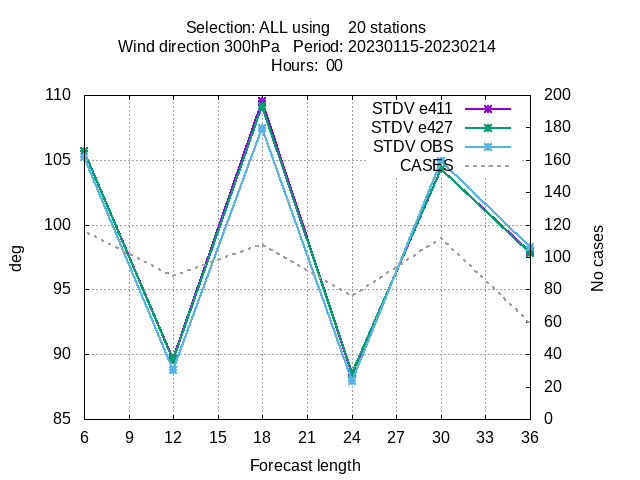 Selection: ALL using 20 stations
Wind direction 300hPa Period: 20230115-20230214
Hours: 00
110
105
100
95
90
85
deg
200
180
160
140
120
100
80
60
40
20
0
No cases
STDV e411
STDV e427
STDV OBS
CASES
6 9 12 15 18 21 24 27 30 33 36
Forecast length